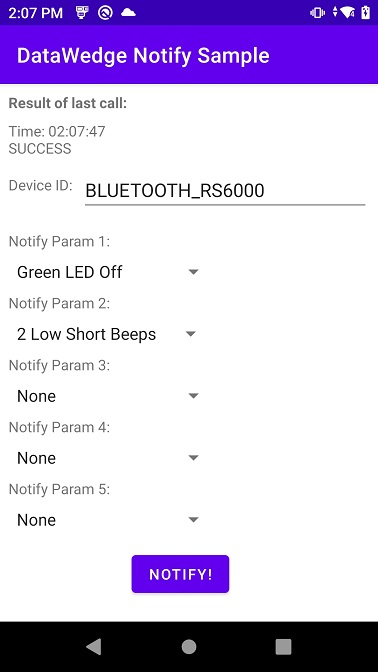 2:07 PM
DataWedge Notify Sample
Result of last call:
Time: 02:07:47
SUCCESS
Device ID: BLUETOOTH_RS6000
Notify Param 1:
Green LED Off
Notify Param 2:
2 Low Short Beeps
Notify Param 3:
None
Notify Param 4:
None
Notify Param 5:
None
NOTIFY!